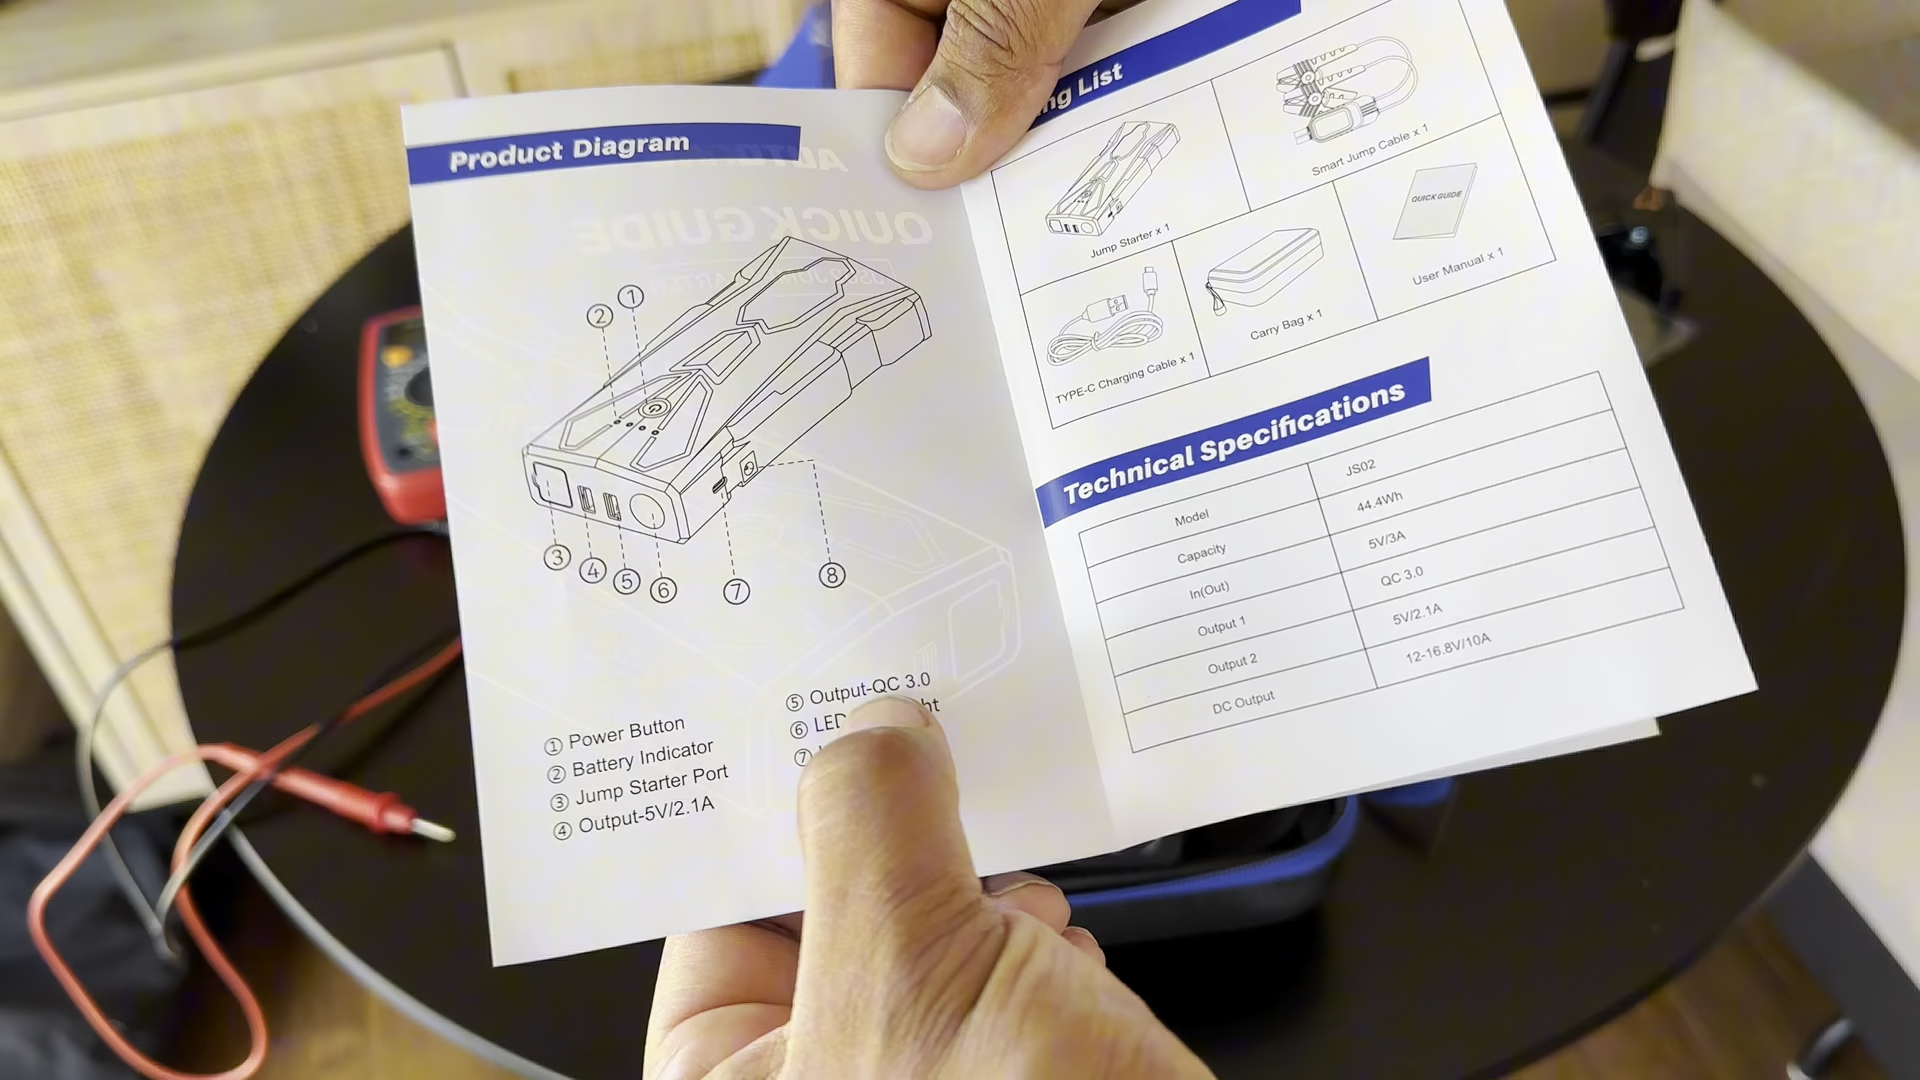 Product Diagram
①
②
③
④
⑤
⑥
⑦
⑧
① Power Button
② Battery Indicator
③ Jump Starter Port
④ Output-5V/2.1A
⑤ Output-QC 3.0
⑥ LED
⑦
List
Jump Starter x 1
Smart Jump Cable x 1
TYPE-C Charging Cable x 1
Carry Bag x 1
QUICK GUIDE
User Manual x 1
Technical Specifications
Model JS02
Capacity 44.4Wh
In(Out) 5V/3A
Output 1 QC 3.0
Output 2 5V/2.1A
DC Output 12-16.8V/10A
QUICK GUIDE